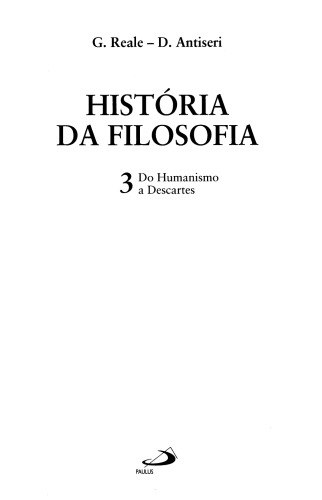 G. Reale – D. Antiseri
HISTÓRIA
DA FILOSOFIA
3 Do Humanismo
a Descartes
PAULUS